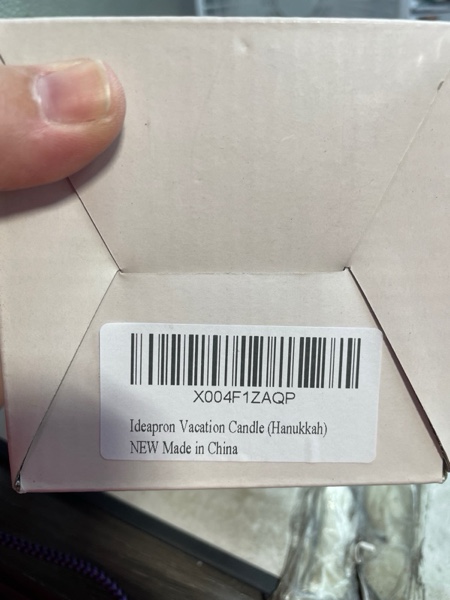 X004F1ZAQP
Ideapron Vacation Candle (Hanukkah)
NEW Made in China